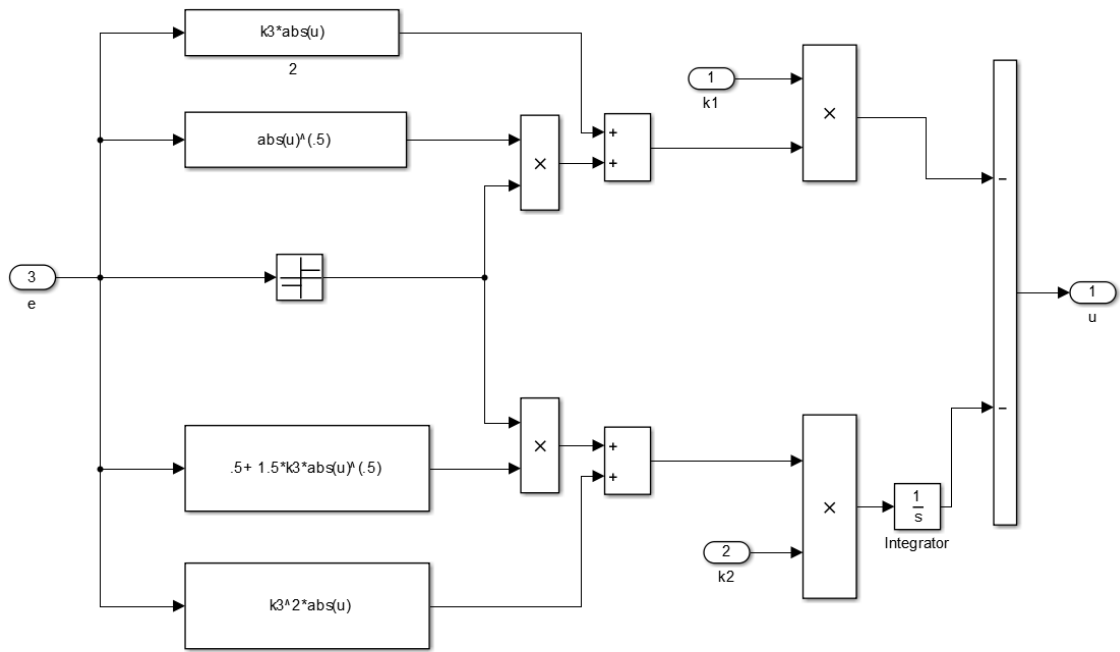 k3*abs(u)
2
abs(u)^(.5)
1
k1
×
+
+
×
-
3
e
1
u
×
+
+
.5+ 1.5*k3*abs(u)^(.5)
×
-
1
s
Integrator
2
k2
k3^2*abs(u)